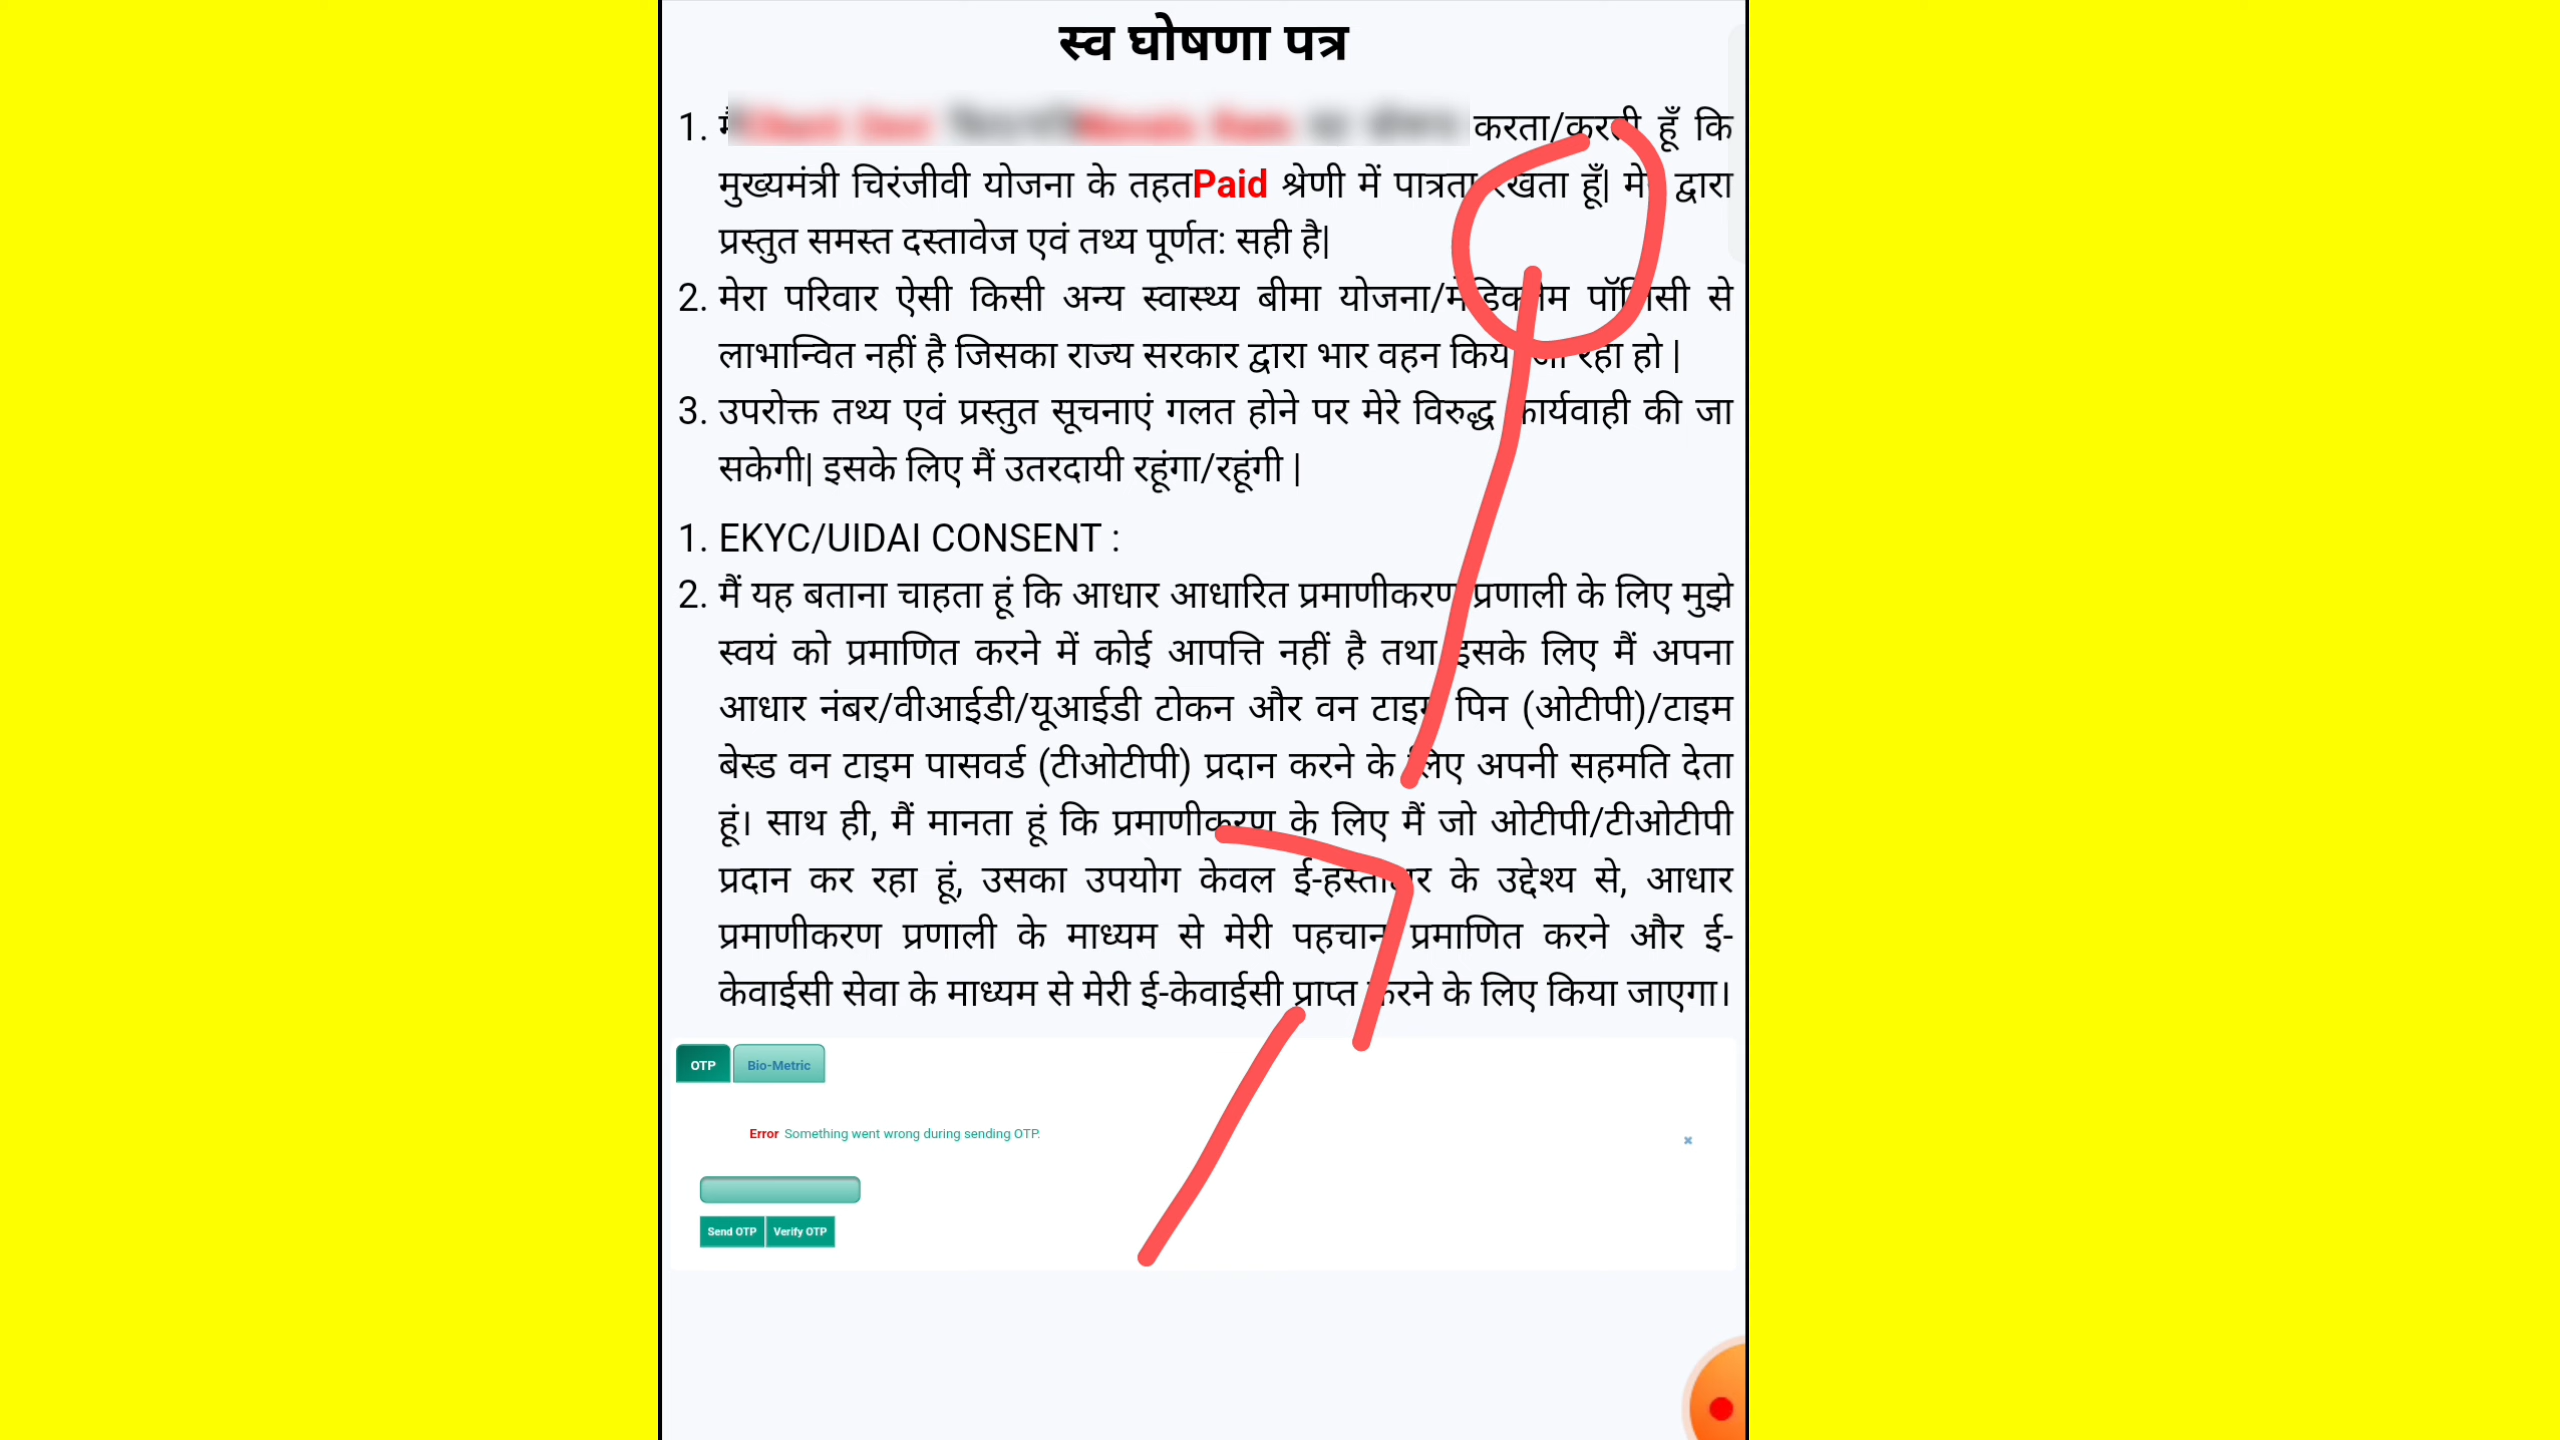 स्व घोषणा पत्र
1. मैं करता/करती हूँ कि
मुख्यमंत्री चिरंजीवी योजना के तहतPaid श्रेणी में पात्रता रखता हूँ| मेरे द्वारा
प्रस्तुत समस्त दस्तावेज एवं तथ्य पूर्णत: सही है|
2. मेरा परिवार ऐसी किसी अन्य स्वास्थ्य बीमा योजना/मेडिक्लेम पॉलिसी से
लाभान्वित नहीं है जिसका राज्य सरकार द्वारा भार वहन किया जा रहा हो |
3. उपरोक्त तथ्य एवं प्रस्तुत सूचनाएं गलत होने पर मेरे विरुद्ध कार्यवाही की जा
सकेगी| इसके लिए मैं उतरदायी रहूंगा/रहूंगी |
1. EKYC/UIDAI CONSENT :
2. मैं यह बताना चाहता हूं कि आधार आधारित प्रमाणीकरण प्रणाली के लिए मुझे
स्वयं को प्रमाणित करने में कोई आपत्ति नहीं है तथा इसके लिए मैं अपना
आधार नंबर/वीआईडी/यूआईडी टोकन और वन टाइम पिन (ओटीपी)/टाइम
बेस्ड वन टाइम पासवर्ड (टीओटीपी) प्रदान करने के लिए अपनी सहमति देता
हूं। साथ ही, मैं मानता हूं कि प्रमाणीकरण के लिए मैं जो ओटीपी/टीओटीपी
प्रदान कर रहा हूं, उसका उपयोग केवल ई-हस्ताक्षर के उद्देश्य से, आधार
प्रमाणीकरण प्रणाली के माध्यम से मेरी पहचान प्रमाणित करने और ई-
केवाईसी सेवा के माध्यम से मेरी ई-केवाईसी प्राप्त करने के लिए किया जाएगा।
OTP Bio-Metric
Error Something went wrong during sending OTP.
Send OTP Verify OTP